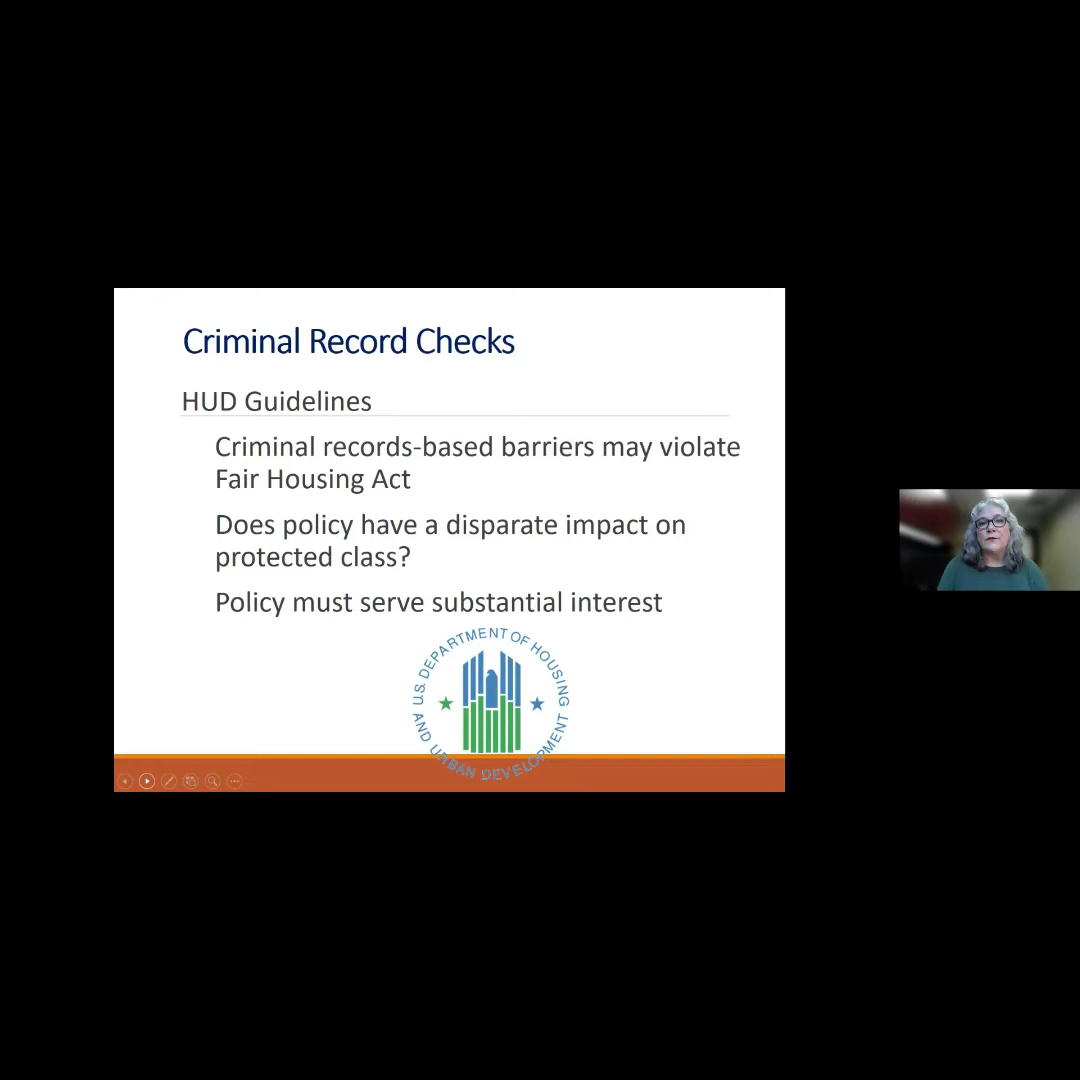 Criminal Record Checks
HUD Guidelines
Criminal records-based barriers may violate
Fair Housing Act
Does policy have a disparate impact on
protected class?
Policy must serve substantial interest
U.S. DEPARTMENT OF HOUSING
AND URBAN DEVELOPMENT